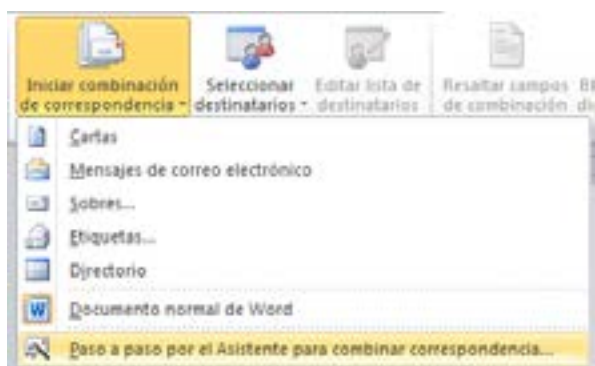 Iniciar combinación Seleccionar Editar lista de Resaltar campos
de correspondencia destinatarios destinatarios de combinación
Cartas
Mensajes de correo electrónico
Sobres...
Etiquetas...
Directorio
W Documento normal de Word
Paso a paso por el Asistente para combinar correspondencia...